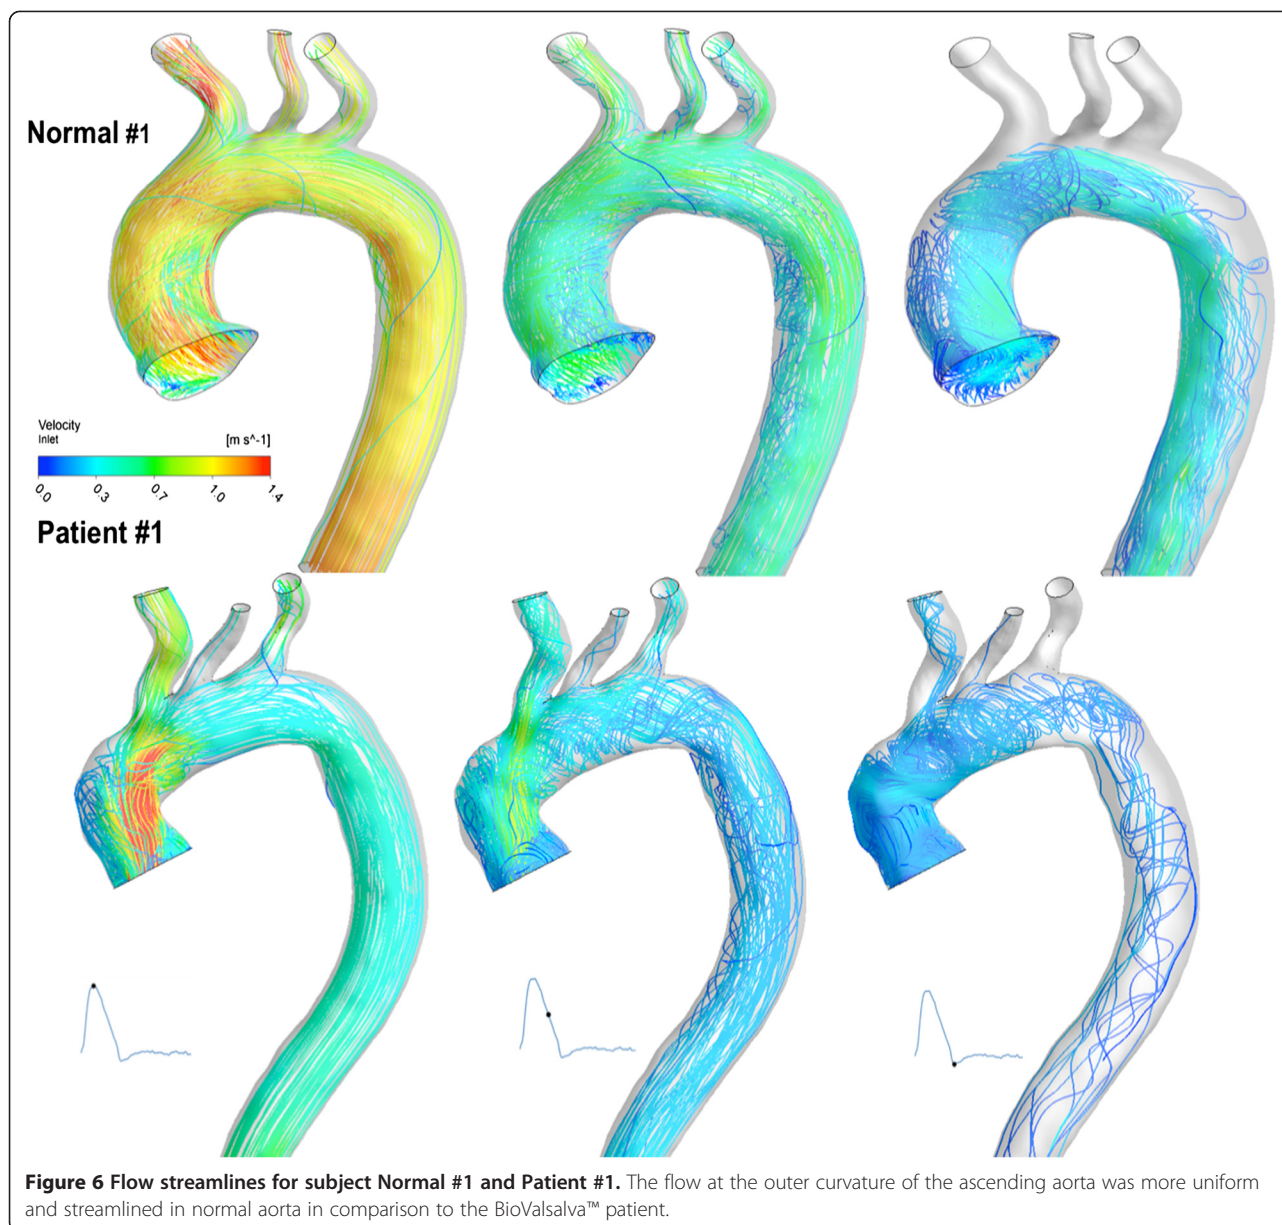 Normal #1
Velocity
Inlet [m s^-1]
0.0 0.3 0.7 1.0 1.4
Patient #1
Figure 6 Flow streamlines for subject Normal #1 and Patient #1. The flow at the outer curvature of the ascending aorta was more uniform
and streamlined in normal aorta in comparison to the BioValsalva™ patient.